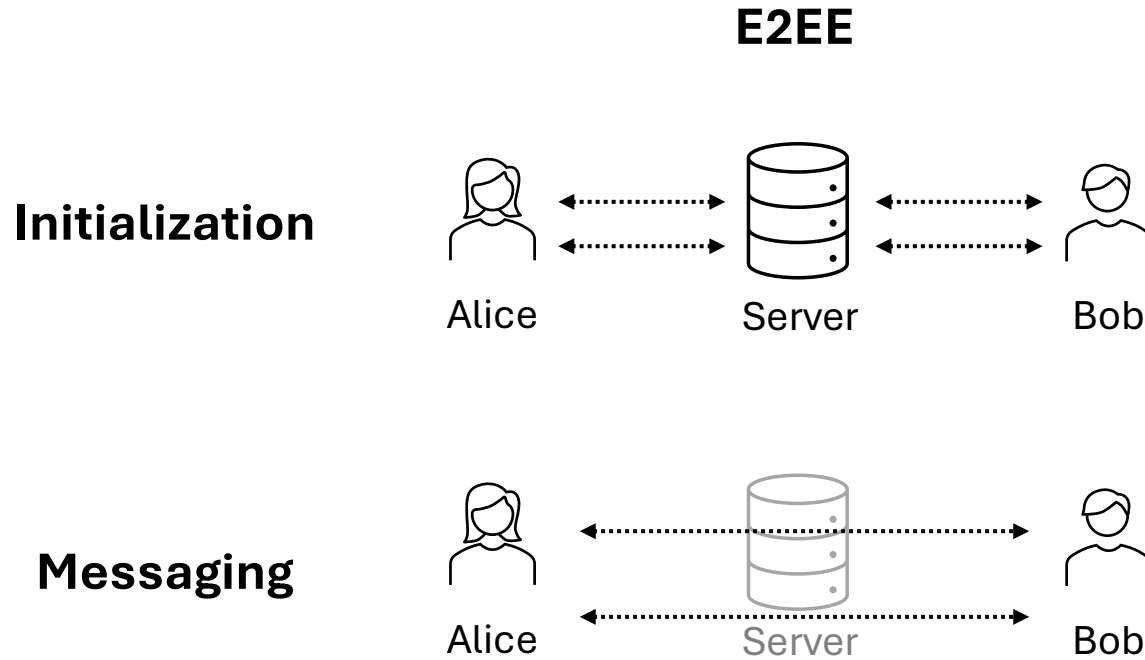 E2EE
Initialization
Alice
Server
Bob
Messaging
Alice
Server
Bob